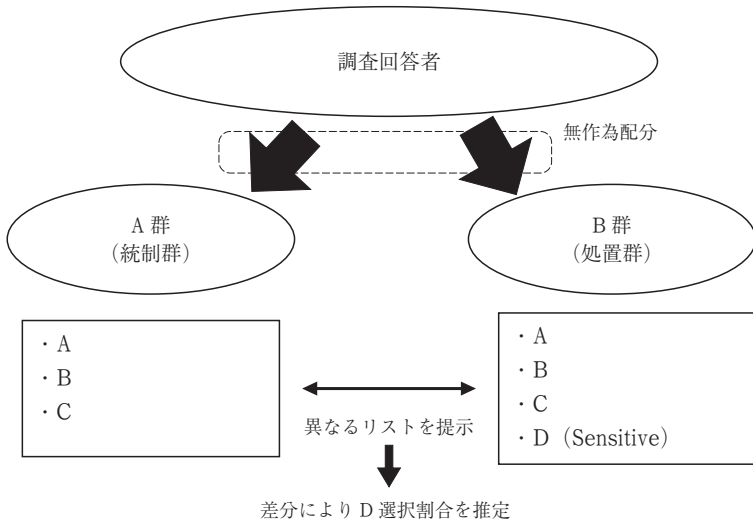 調査回答者
無作為配分
A 群
（統制群）
B 群
（処置群）
・A
・B
・C
・A
・B
・C
・D（Sensitive）
異なるリストを提示
差分により D 選択割合を推定